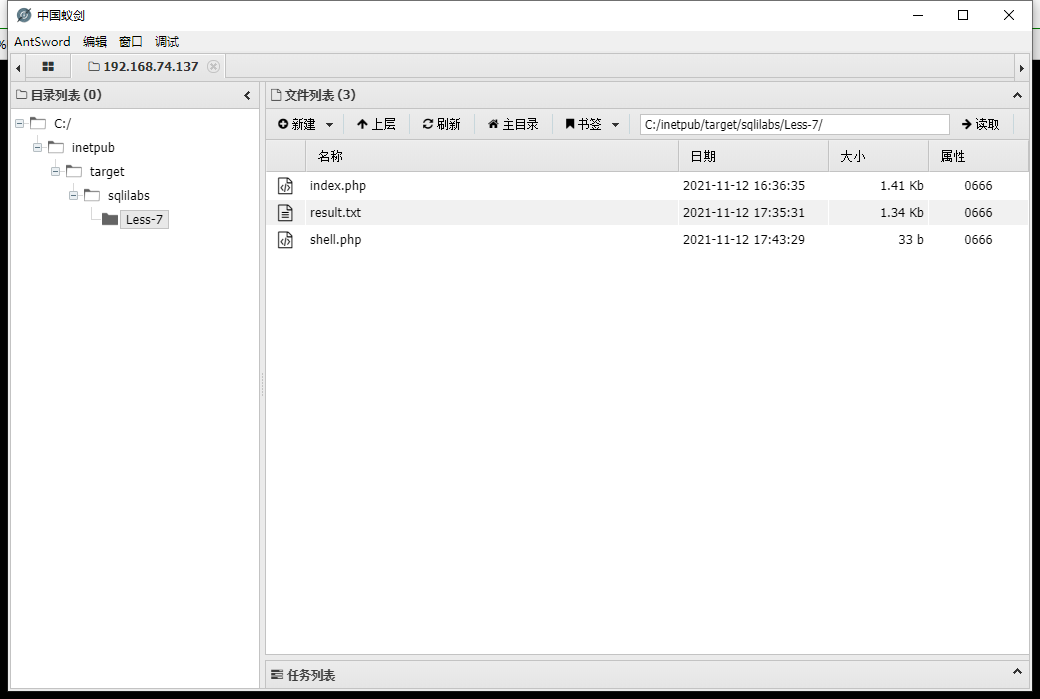 中国蚁剑
AntSword 编辑 窗口 调试
192.168.74.137
目录列表 (0)
文件列表 (3)
新建 上层 刷新 主目录 书签 C:/inetpub/target/sqlilabs/Less-7/ 读取
C:/
inetpub
target
sqlilabs
Less-7
名称 日期 大小 属性
index.php 2021-11-12 16:36:35 1.41 Kb 0666
result.txt 2021-11-12 17:35:31 1.34 Kb 0666
shell.php 2021-11-12 17:43:29 33 b 0666
任务列表
%